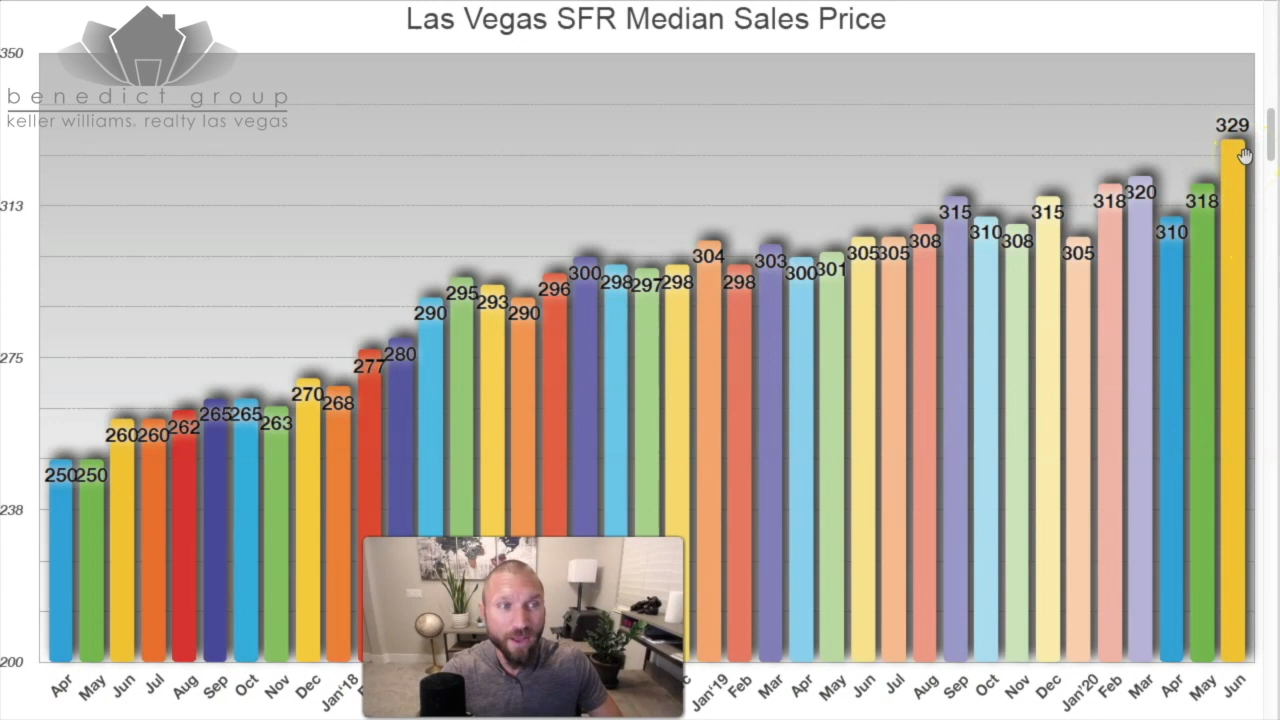 Las Vegas SFR Median Sales Price
benedict group
keller williams. realty las vegas
350
313
275
238
200
250 250 260 260 262 265 265 263 270 268 277 280 290 295 293 290 296 300 298 297 298 304 298 303 300 301 305 305 308 315 310 308 315 305 318 320 310 318 329
Apr May Jun Jul Aug Sep Oct Nov Dec Jan'18 Jan'19 Feb Mar Apr May Jun Jul Aug Sep Oct Nov Dec Jan'20 Feb Mar Apr May Jun